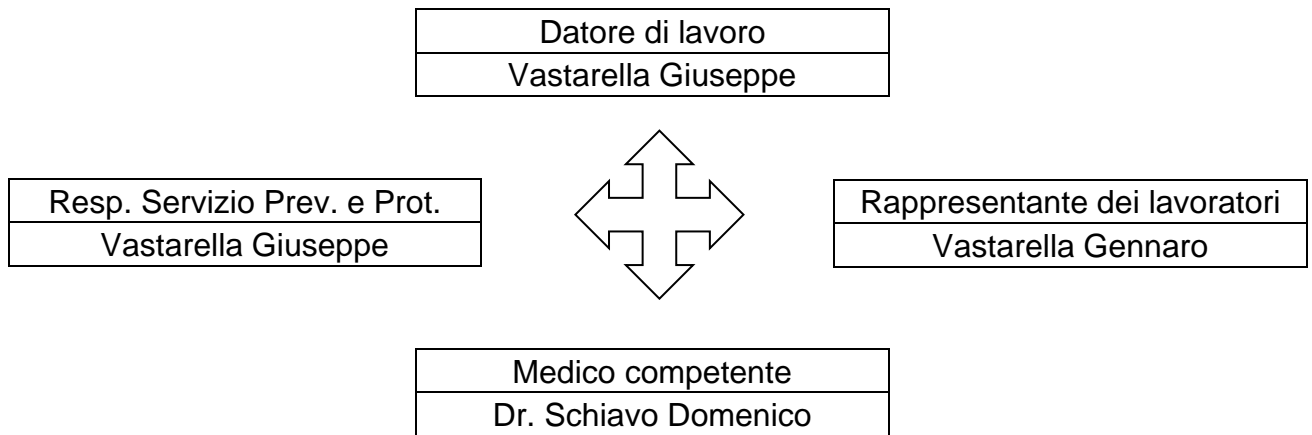 Datore di lavoro
Vastarella Giuseppe
Resp. Servizio Prev. e Prot.
Vastarella Giuseppe
Rappresentante dei lavoratori
Vastarella Gennaro
Medico competente
Dr. Schiavo Domenico